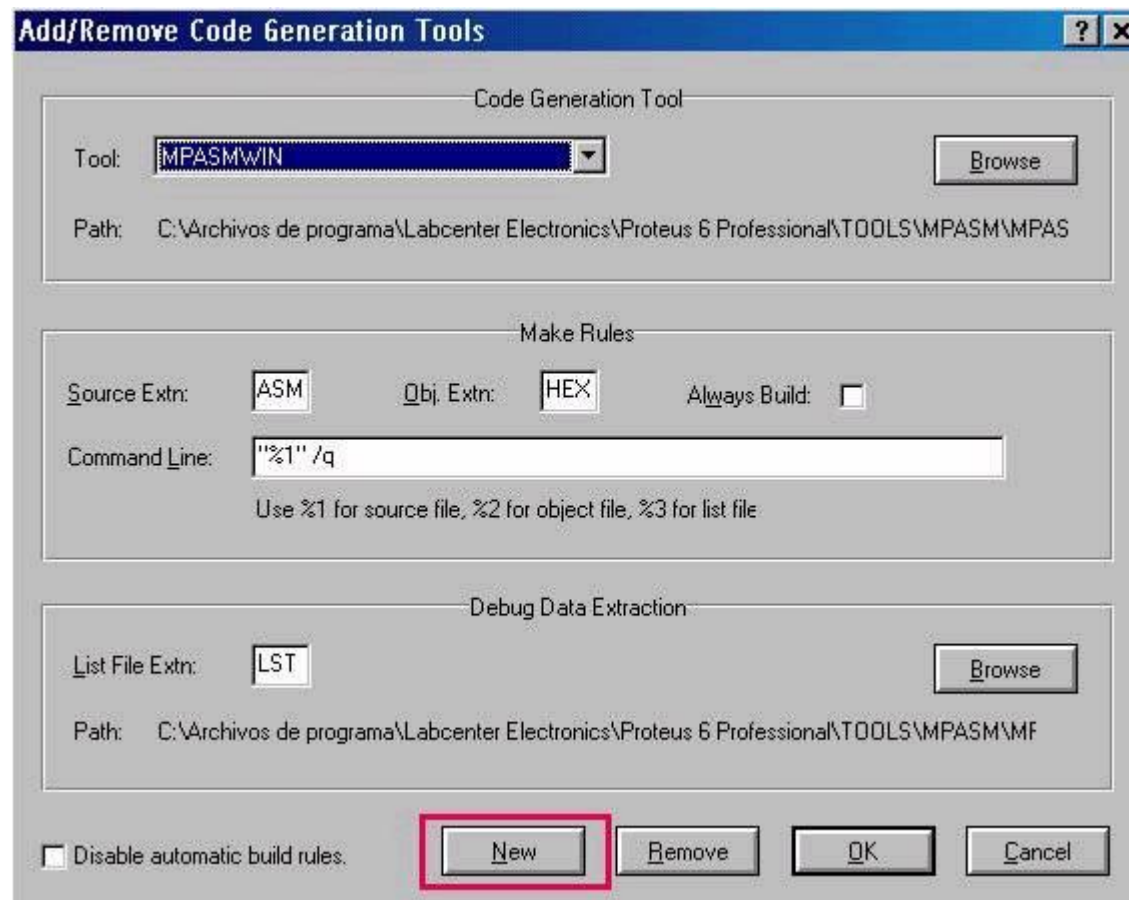 Add/Remove Code Generation Tools
Code Generation Tool
Tool: MPASMWIN Browse
Path: C:\Archivos de programa\Labcenter Electronics\Proteus 6 Professional\TOOLS\MPASM\MPAS
Make Rules
Source Extn: ASM Obj. Extn: HEX Always Build:
Command Line: "%1" /q
Use %1 for source file, %2 for object file, %3 for list file
Debug Data Extraction
List File Extn: LST Browse
Path: C:\Archivos de programa\Labcenter Electronics\Proteus 6 Professional\TOOLS\MPASM\MF
Disable automatic build rules. New Remove OK Cancel